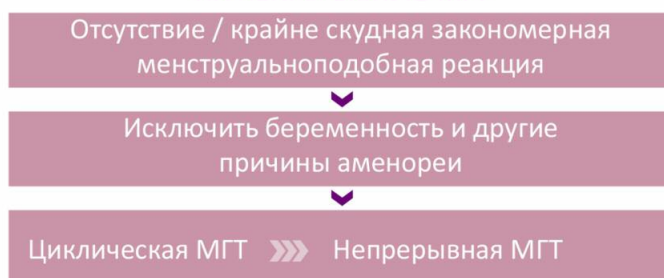 Отсутствие / крайне скудная закономерная
менструальноподобная реакция
Исключить беременность и другие
причины аменореи
Циклическая МГТ Непрерывная МГТ